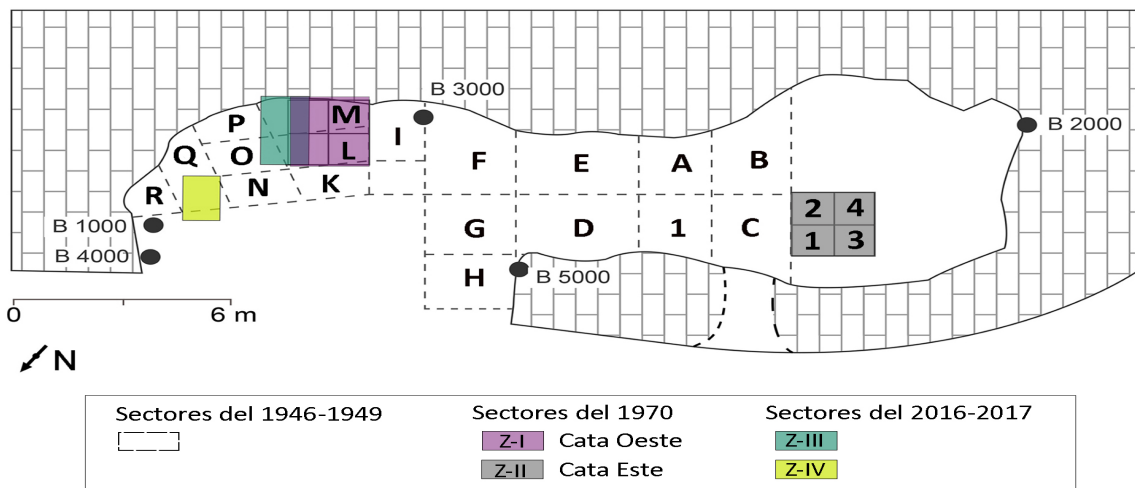 B 3000
B 2000
P M
Q O L I
F E A B
R N K
2 4
B 1000
G D 1 C
1 3
B 4000
H B 5000
0 6 m
N
Sectores del 1946-1949 Sectores del 1970 Sectores del 2016-2017
Z-I Cata Oeste Z-III
Z-II Cata Este Z-IV